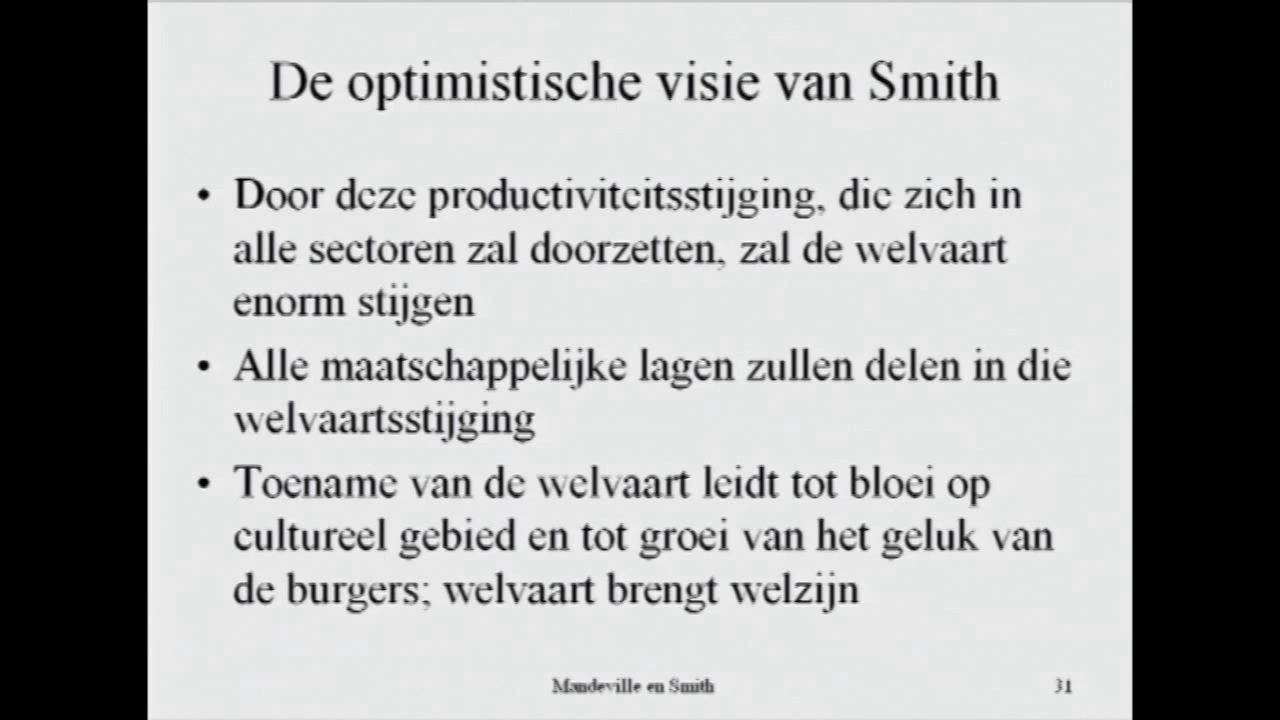 De optimistische visie van Smith
• Door deze productiviteitsstijging, die zich in
alle sectoren zal doorzetten, zal de welvaart
enorm stijgen
• Alle maatschappelijke lagen zullen delen in die
welvaartsstijging
• Toename van de welvaart leidt tot bloei op
cultureel gebied en tot groei van het geluk van
de burgers; welvaart brengt welzijn
Mandeville en Smith
31